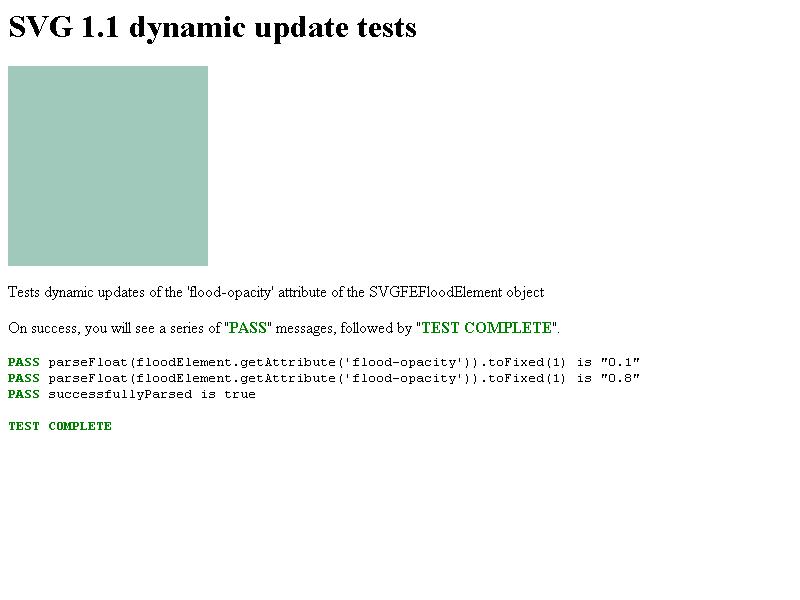 SVG 1.1 dynamic update tests
Tests dynamic updates of the 'flood-opacity' attribute of the SVGFEFloodElement object
On success, you will see a series of "PASS" messages, followed by "TEST COMPLETE".
PASS parseFloat(floodElement.getAttribute('flood-opacity')).toFixed(1) is "0.1"
PASS parseFloat(floodElement.getAttribute('flood-opacity')).toFixed(1) is "0.8"
PASS successfullyParsed is true
TEST COMPLETE